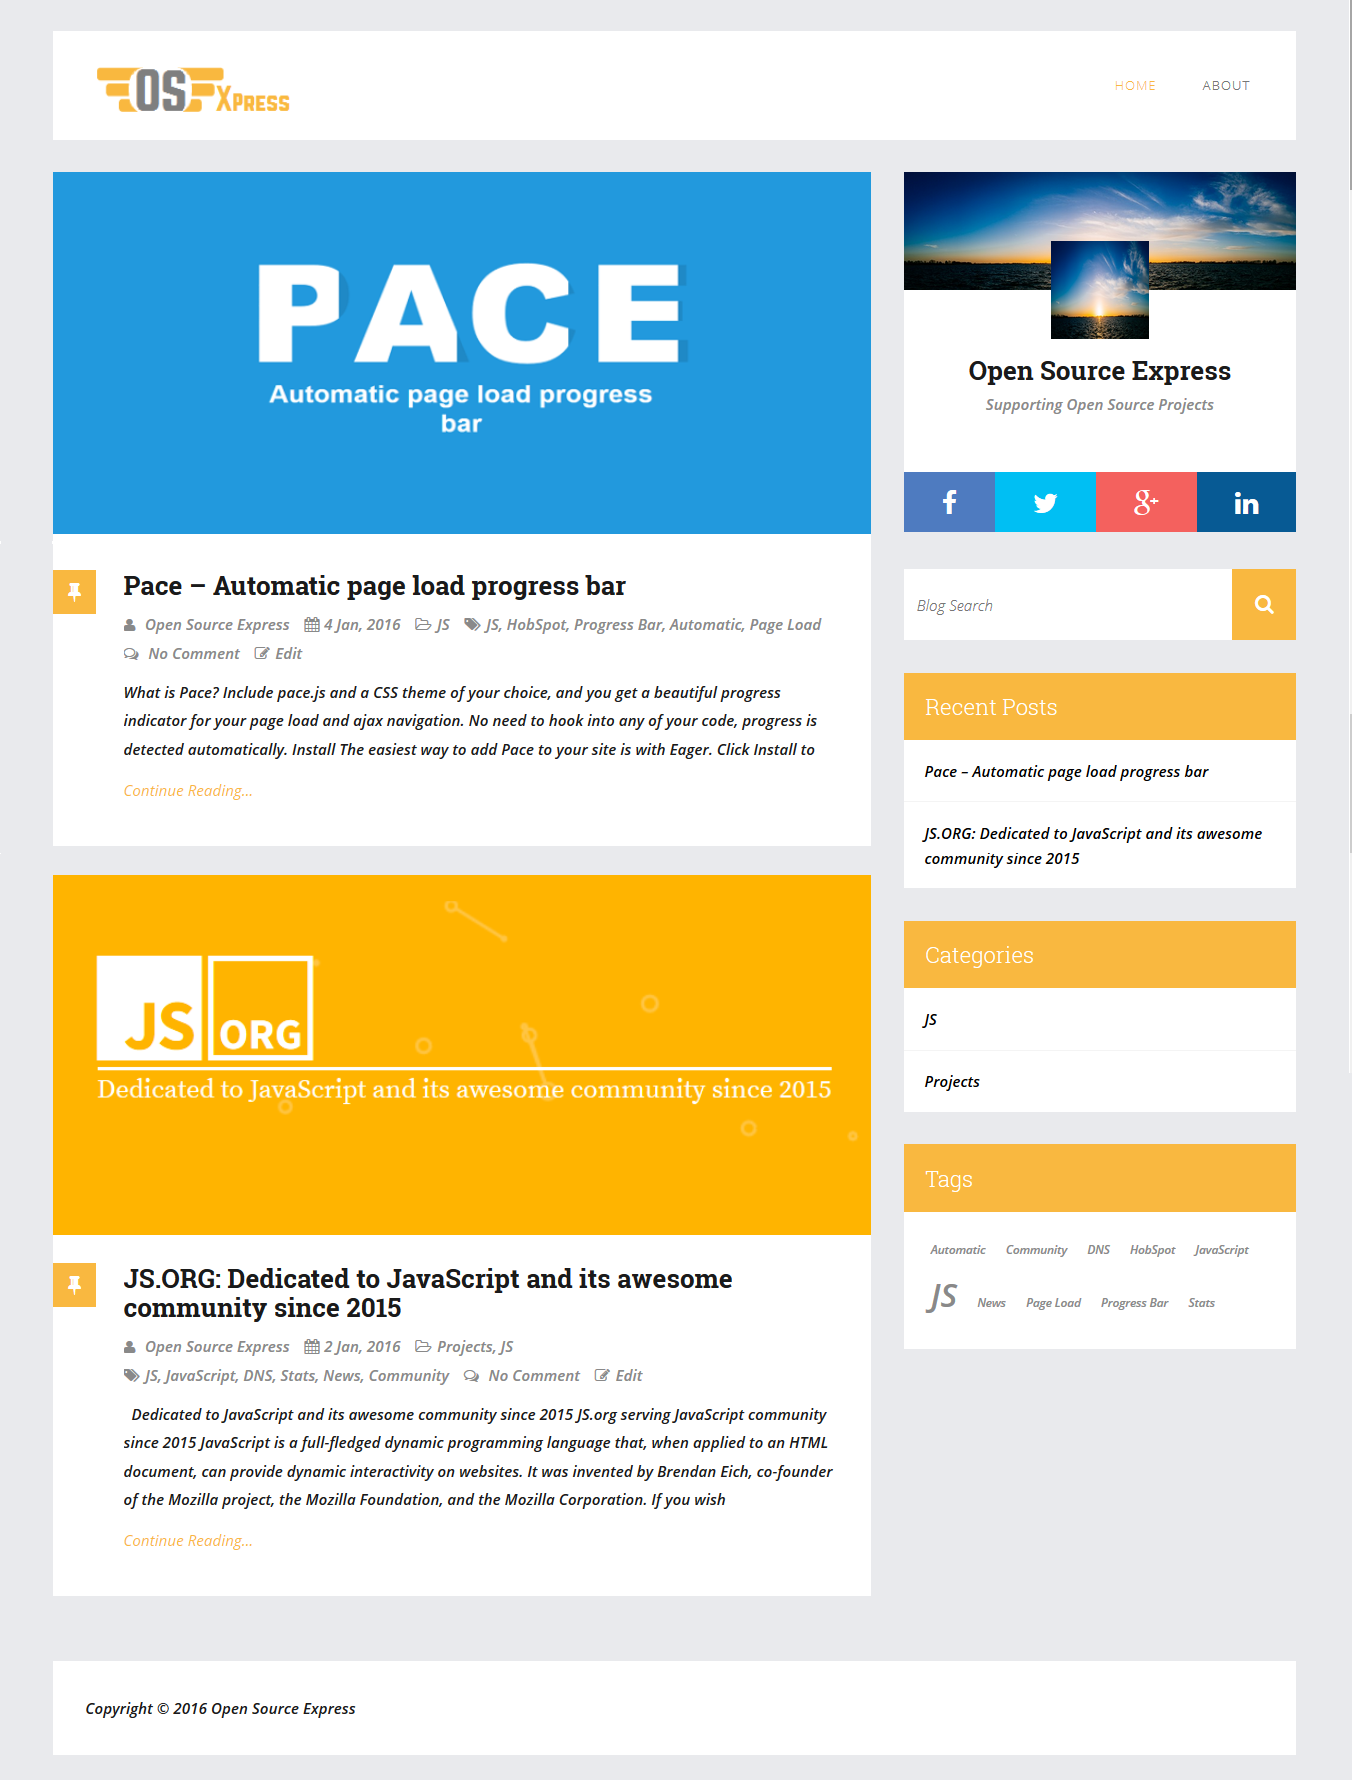 OS XPRESS
HOME
ABOUT
PACE
Automatic page load progress
bar
Pace – Automatic page load progress bar
Open Source Express 4 Jan, 2016 JS JS, HobSpot, Progress Bar, Automatic, Page Load
No Comment Edit
What is Pace? Include pace.js and a CSS theme of your choice, and you get a beautiful progress
indicator for your page load and ajax navigation. No need to hook into any of your code, progress is
detected automatically. Install The easiest way to add Pace to your site is with Eager. Click Install to
Continue Reading...
JS ORG
Dedicated to JavaScript and its awesome community since 2015
JS.ORG: Dedicated to JavaScript and its awesome
community since 2015
Open Source Express 2 Jan, 2016 Projects, JS
JS, JavaScript, DNS, Stats, News, Community No Comment Edit
Dedicated to JavaScript and its awesome community since 2015 JS.org serving JavaScript community
since 2015 JavaScript is a full-fledged dynamic programming language that, when applied to an HTML
document, can provide dynamic interactivity on websites. It was invented by Brendan Eich, co-founder
of the Mozilla project, the Mozilla Foundation, and the Mozilla Corporation. If you wish
Continue Reading...
Open Source Express
Supporting Open Source Projects
Blog Search
Recent Posts
Pace – Automatic page load progress bar
JS.ORG: Dedicated to JavaScript and its awesome
community since 2015
Categories
JS
Projects
Tags
Automatic Community DNS HobSpot JavaScript
JS News Page Load Progress Bar Stats
Copyright © 2016 Open Source Express